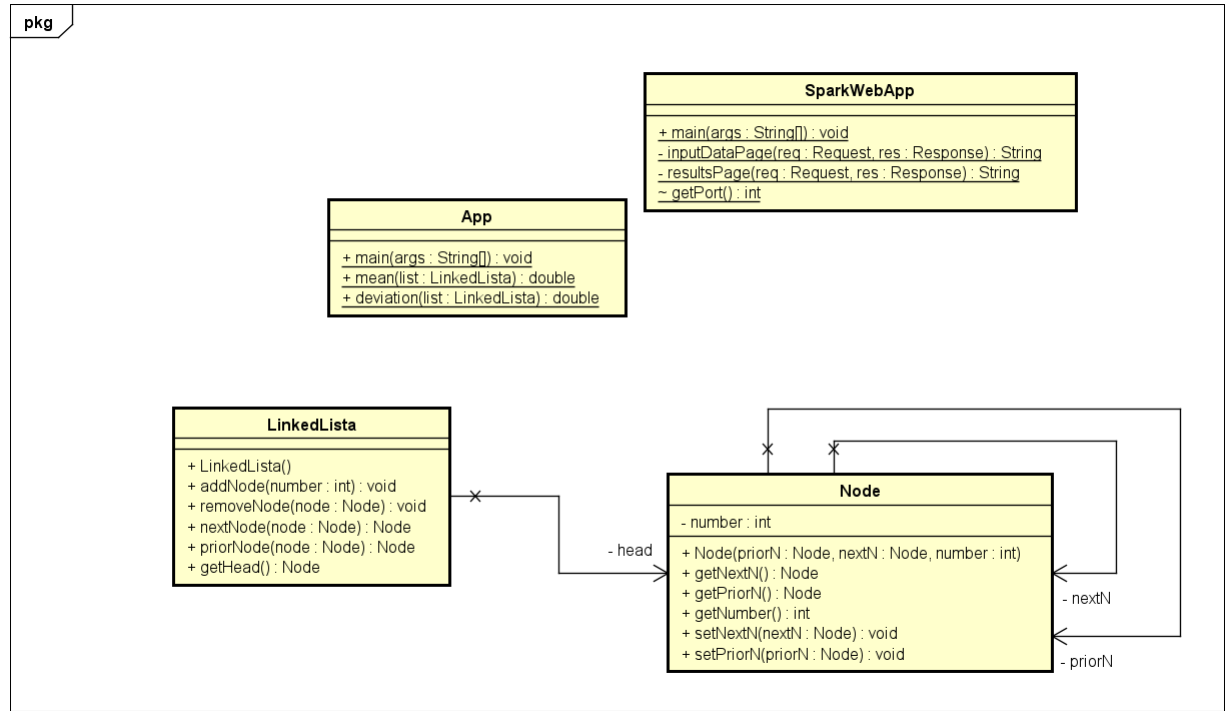 pkg
SparkWebApp
+ main(args : String[]) : void
- inputDataPage(req : Request, res : Response) : String
- resultsPage(req : Request, res : Response) : String
~ getPort() : int
App
+ main(args : String[]) : void
+ mean(list : LinkedLista) : double
+ deviation(list : LinkedLista) : double
LinkedLista
+ LinkedLista()
+ addNode(number : int) : void
+ removeNode(node : Node) : void
+ nextNode(node : Node) : Node
+ priorNode(node : Node) : Node
+ getHead() : Node
- head
Node
- number : int
+ Node(priorN : Node, nextN : Node, number : int)
+ getNextN() : Node
+ getPriorN() : Node
+ getNumber() : int
+ setNextN(nextN : Node) : void
+ setPriorN(priorN : Node) : void
- nextN
- priorN